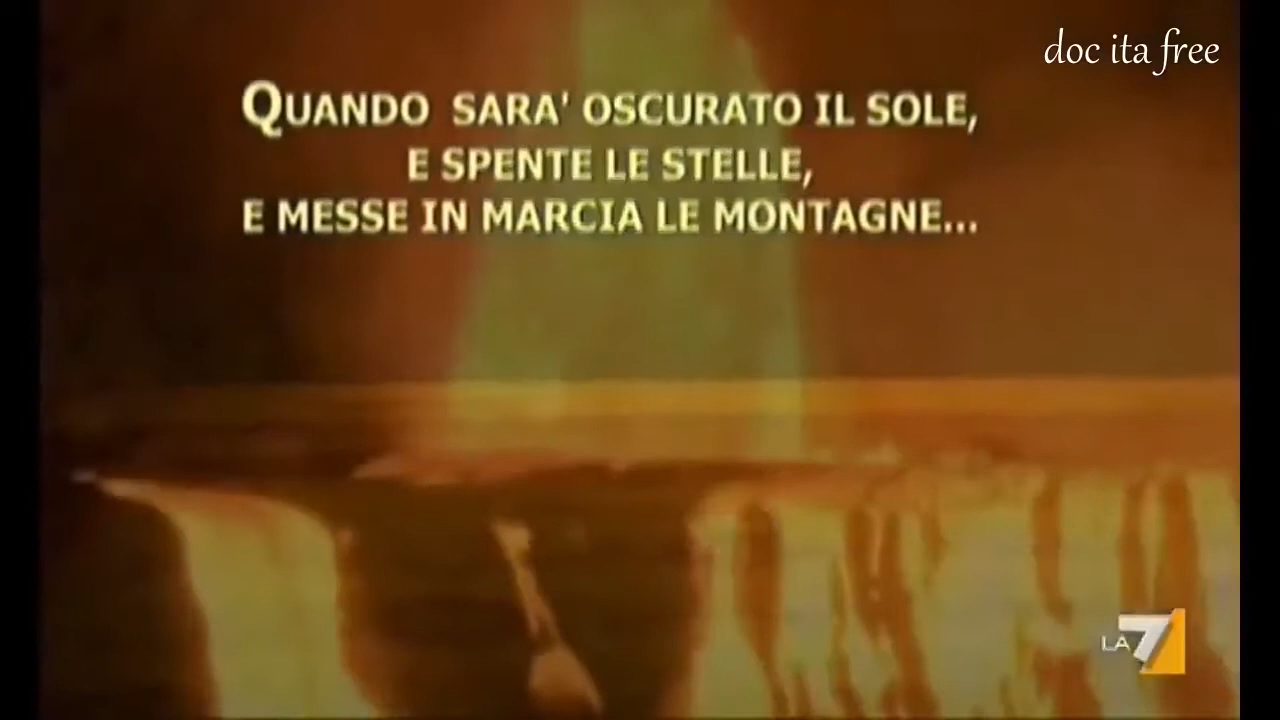 doc ita free
QUANDO SARA' OSCURATO IL SOLE,
E SPENTE LE STELLE,
E MESSE IN MARCIA LE MONTAGNE...
LA7